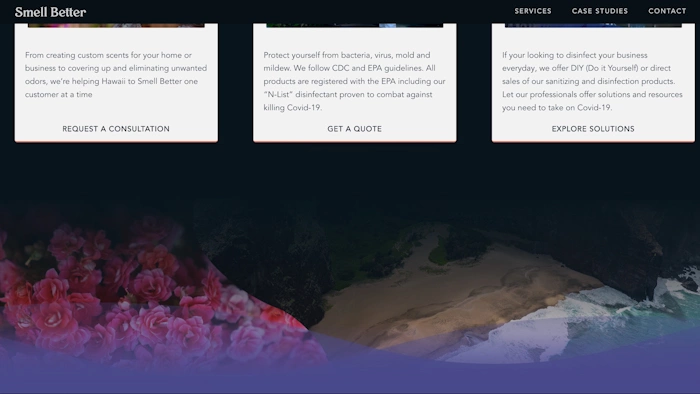 Smell Better
SERVICES CASE STUDIES CONTACT
From creating custom scents for your home or
business to covering up and eliminating unwanted
odors, we're helping Hawaii to Smell Better one
customer at a time
REQUEST A CONSULTATION
Protect yourself from bacteria, virus, mold and
mildew. We follow CDC and EPA guidelines. All
products are registered with the EPA including our
"N-List" disinfectant proven to combat against
killing Covid-19.
GET A QUOTE
If your looking to disinfect your business
everyday, we offer DIY (Do it Yourself) or direct
sales of our sanitizing and disinfection products.
Let our professionals offer solutions and resources
you need to take on Covid-19.
EXPLORE SOLUTIONS